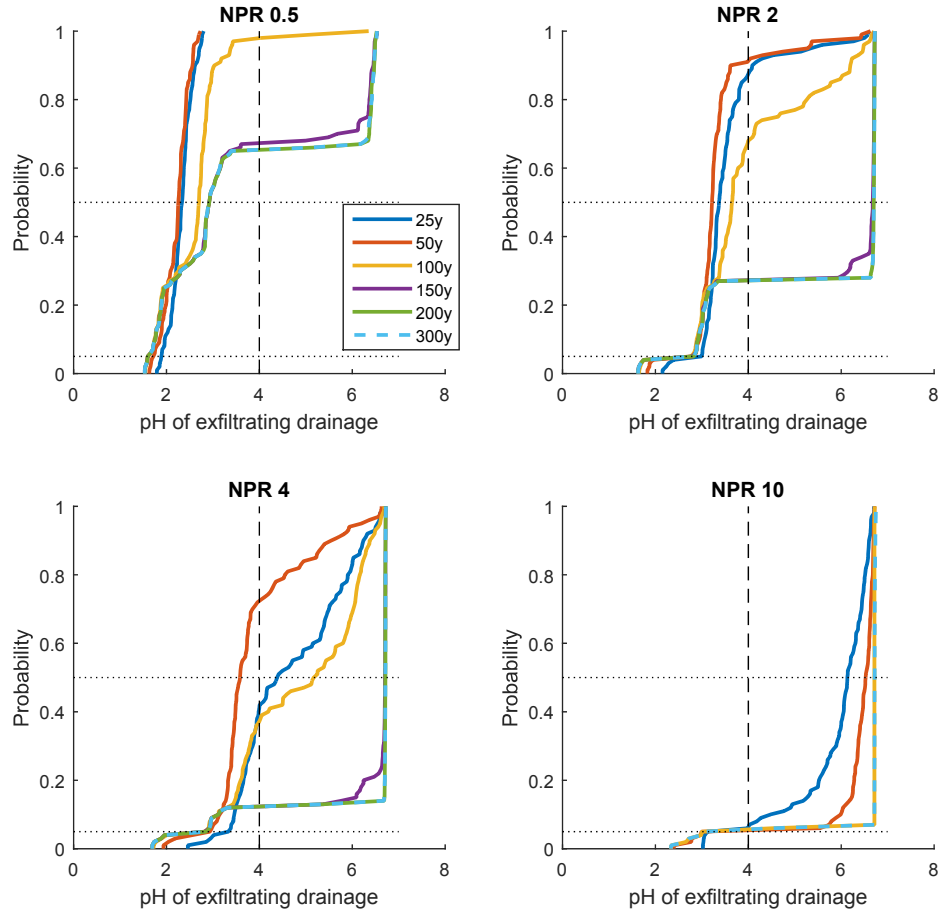 NPR 0.5
1
0.8
0.6
0.4
0.2
0
Probability
0 2 4 6 8
pH of exfiltrating drainage
25y
50y
100y
150y
200y
300y
NPR 2
1
0.8
0.6
0.4
0.2
0
Probability
0 2 4 6 8
pH of exfiltrating drainage
NPR 4
1
0.8
0.6
0.4
0.2
0
Probability
0 2 4 6 8
pH of exfiltrating drainage
NPR 10
1
0.8
0.6
0.4
0.2
0
Probability
0 2 4 6 8
pH of exfiltrating drainage